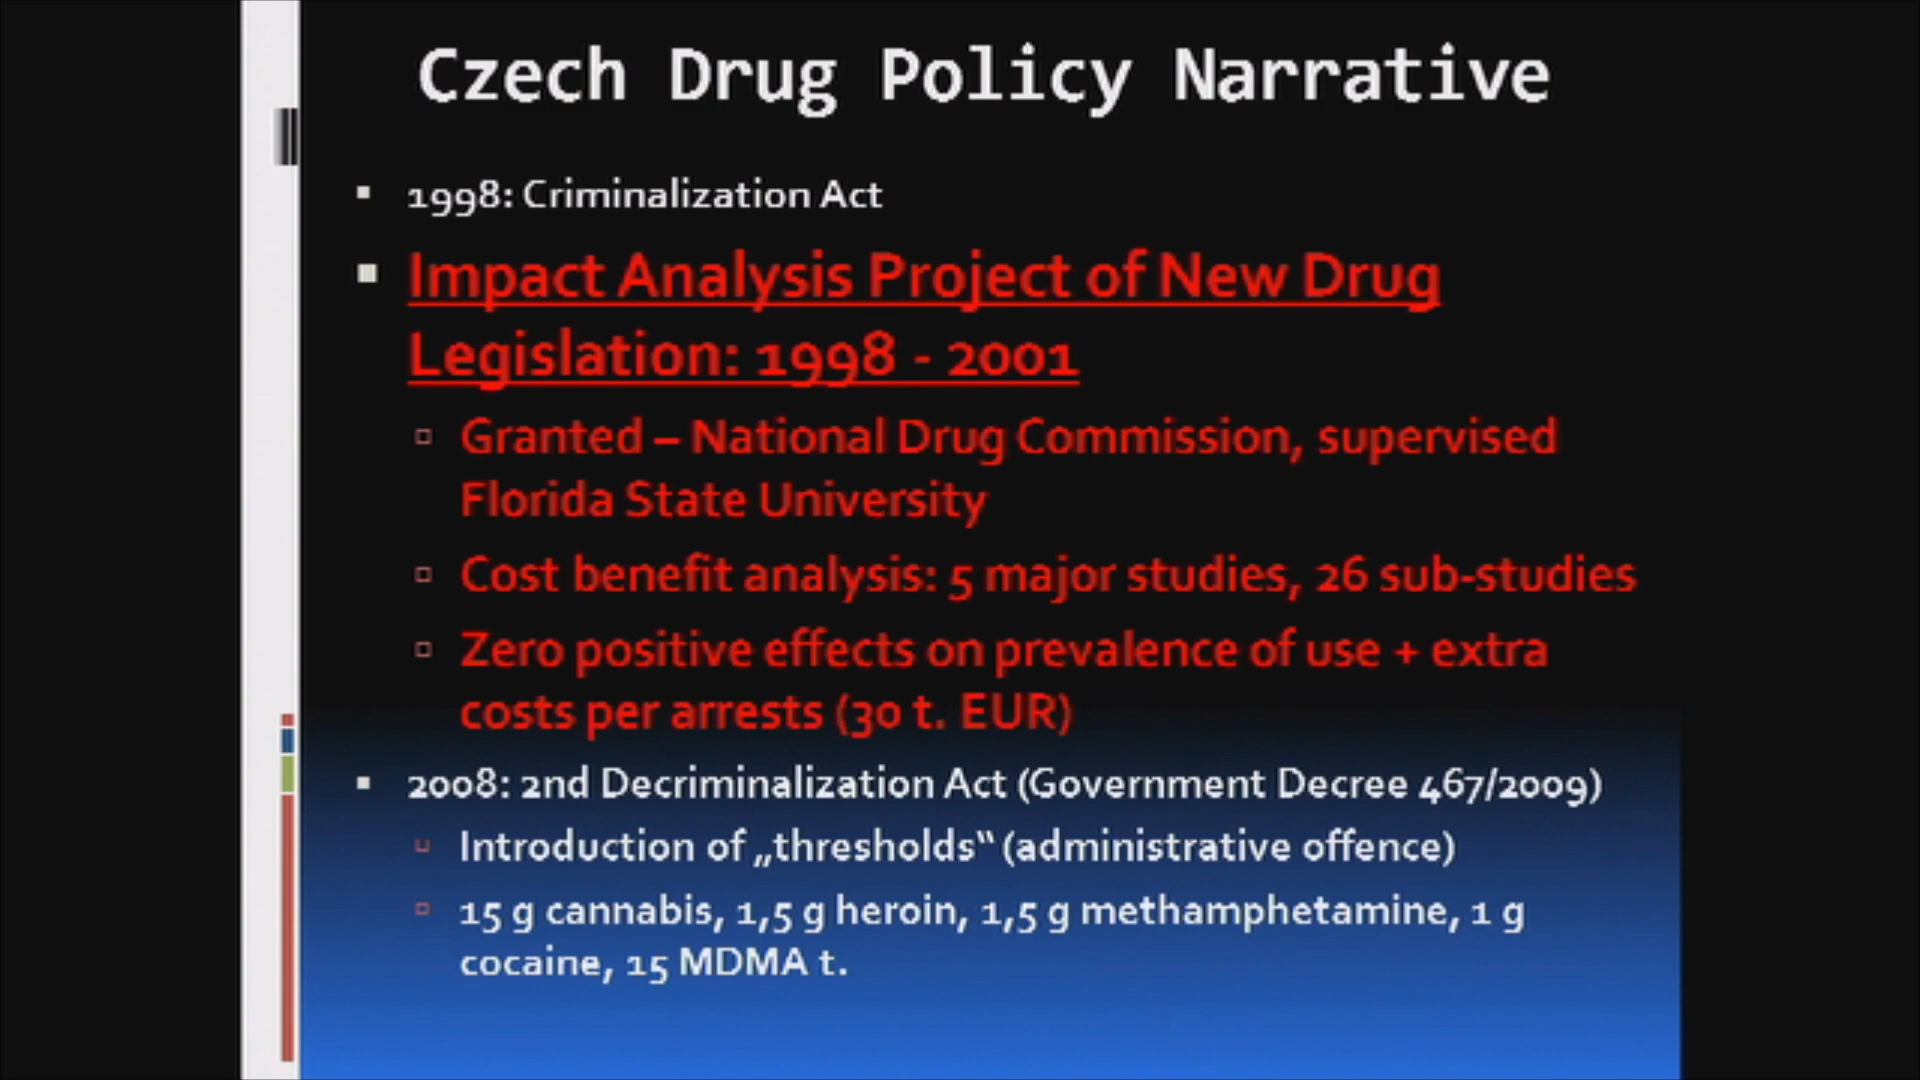 Czech Drug Policy Narrative
1998: Criminalization Act
Impact Analysis Project of New Drug
Legislation: 1998 - 2001
Granted – National Drug Commission, supervised
Florida State University
Cost benefit analysis: 5 major studies, 26 sub-studies
Zero positive effects on prevalence of use + extra
costs per arrests (30 t. EUR)
2008: 2nd Decriminalization Act (Government Decree 467/2009)
Introduction of „thresholds“ (administrative offence)
15 g cannabis, 1,5 g heroin, 1,5 g methamphetamine, 1 g
cocaine, 15 MDMA t.